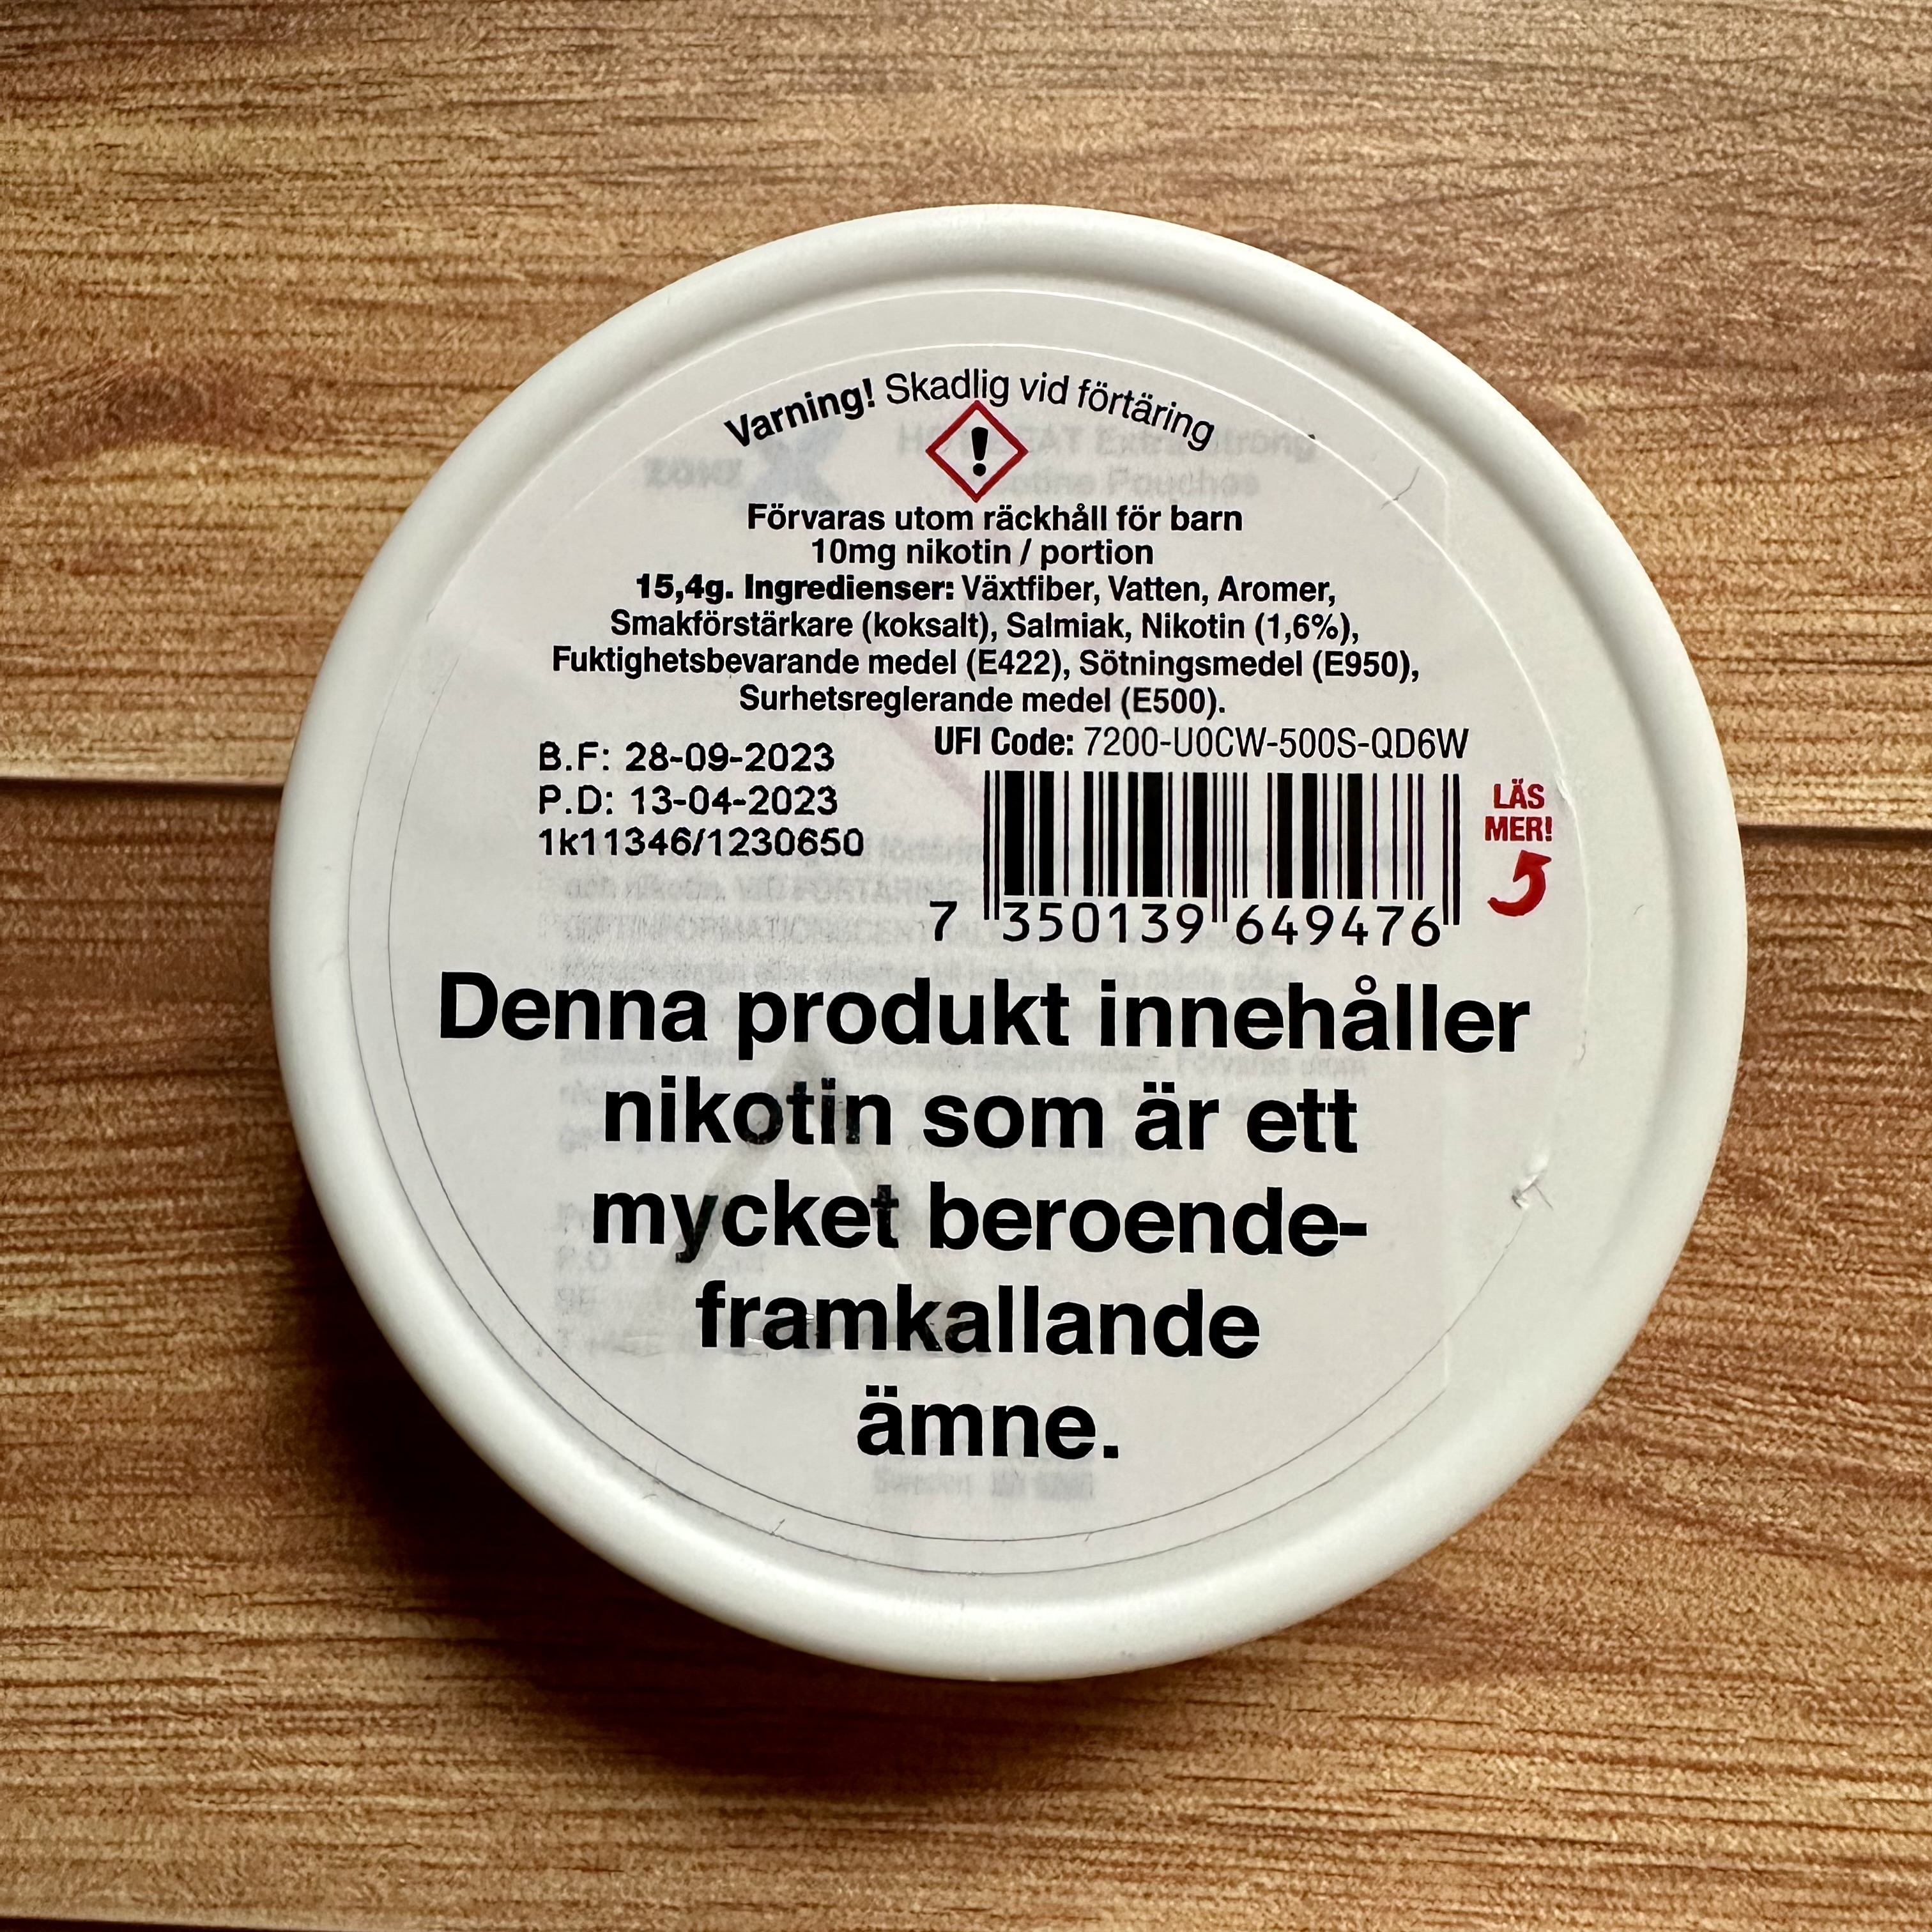 Varning! Skadlig vid förtäring
Förvaras utom räckhåll för barn
10mg nikotin / portion
15,4g. Ingredienser: Växtfiber, Vatten, Aromer,
Smakförstärkare (koksalt), Salmiak, Nikotin (1,6%),
Fuktighetsbevarande medel (E422), Sötningsmedel (E950),
Surhetsreglerande medel (E500).
UFI Code: 7200-U0CW-500S-QD6W
B.F: 28-09-2023
P.D: 13-04-2023
1k11346/1230650
LÄS
MER!
7 350139 649476
Denna produkt innehåller
nikotin som är ett
mycket beroende-
framkallande
ämne.